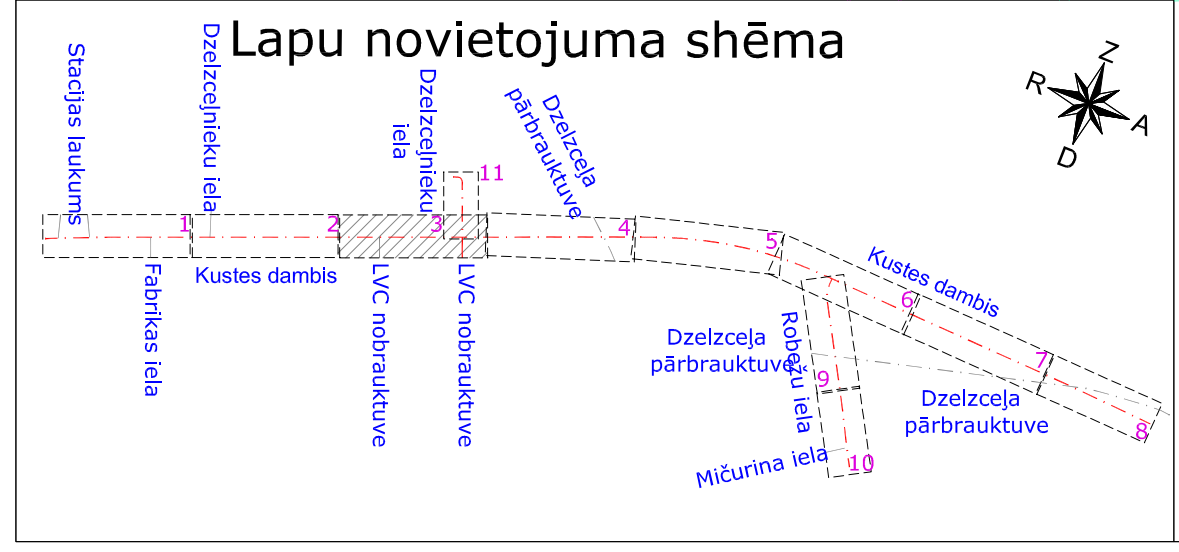 Lapu novietojuma shēma
Z
R
A
D
Stacijas laukums
Dzelzceļnieku iela
Dzelzceļnieku
iela
Dzelzceļa
pārbrauktuve
11
1
2
3
4
5
6
7
8
9
10
Fabrikas iela
Kustes dambis
LVC nobrauktuve
LVC nobrauktuve
Kustes dambis
Dzelzceļa
pārbrauktuve
Robežu iela
Dzelzceļa
pārbrauktuve
Mičurina iela